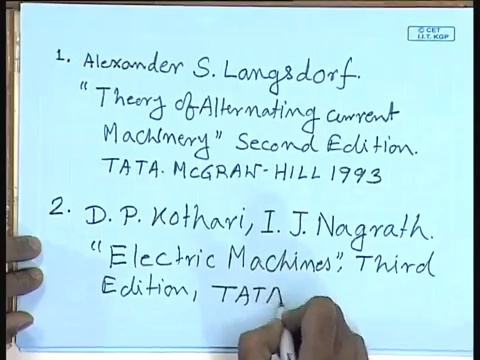 © CET
I.I.T. KGP
1. Alexander S. Langsdorf.
"Theory of Alternating current
Machinery" Second Edition.
TATA. McGRAW-HILL 1993
2. D. P. Kothari, I. J. Nagrath.
"Electric Machines", Third
Edition, TATA